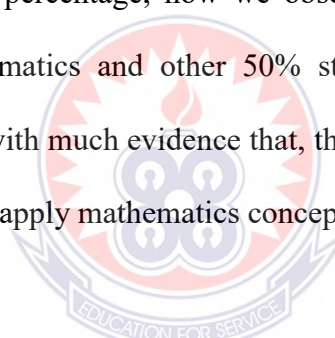 percentage, how we obse
matics and other 50% st
with much evidence that, th
apply mathematics concep
EDUCATION FOR SERVICE